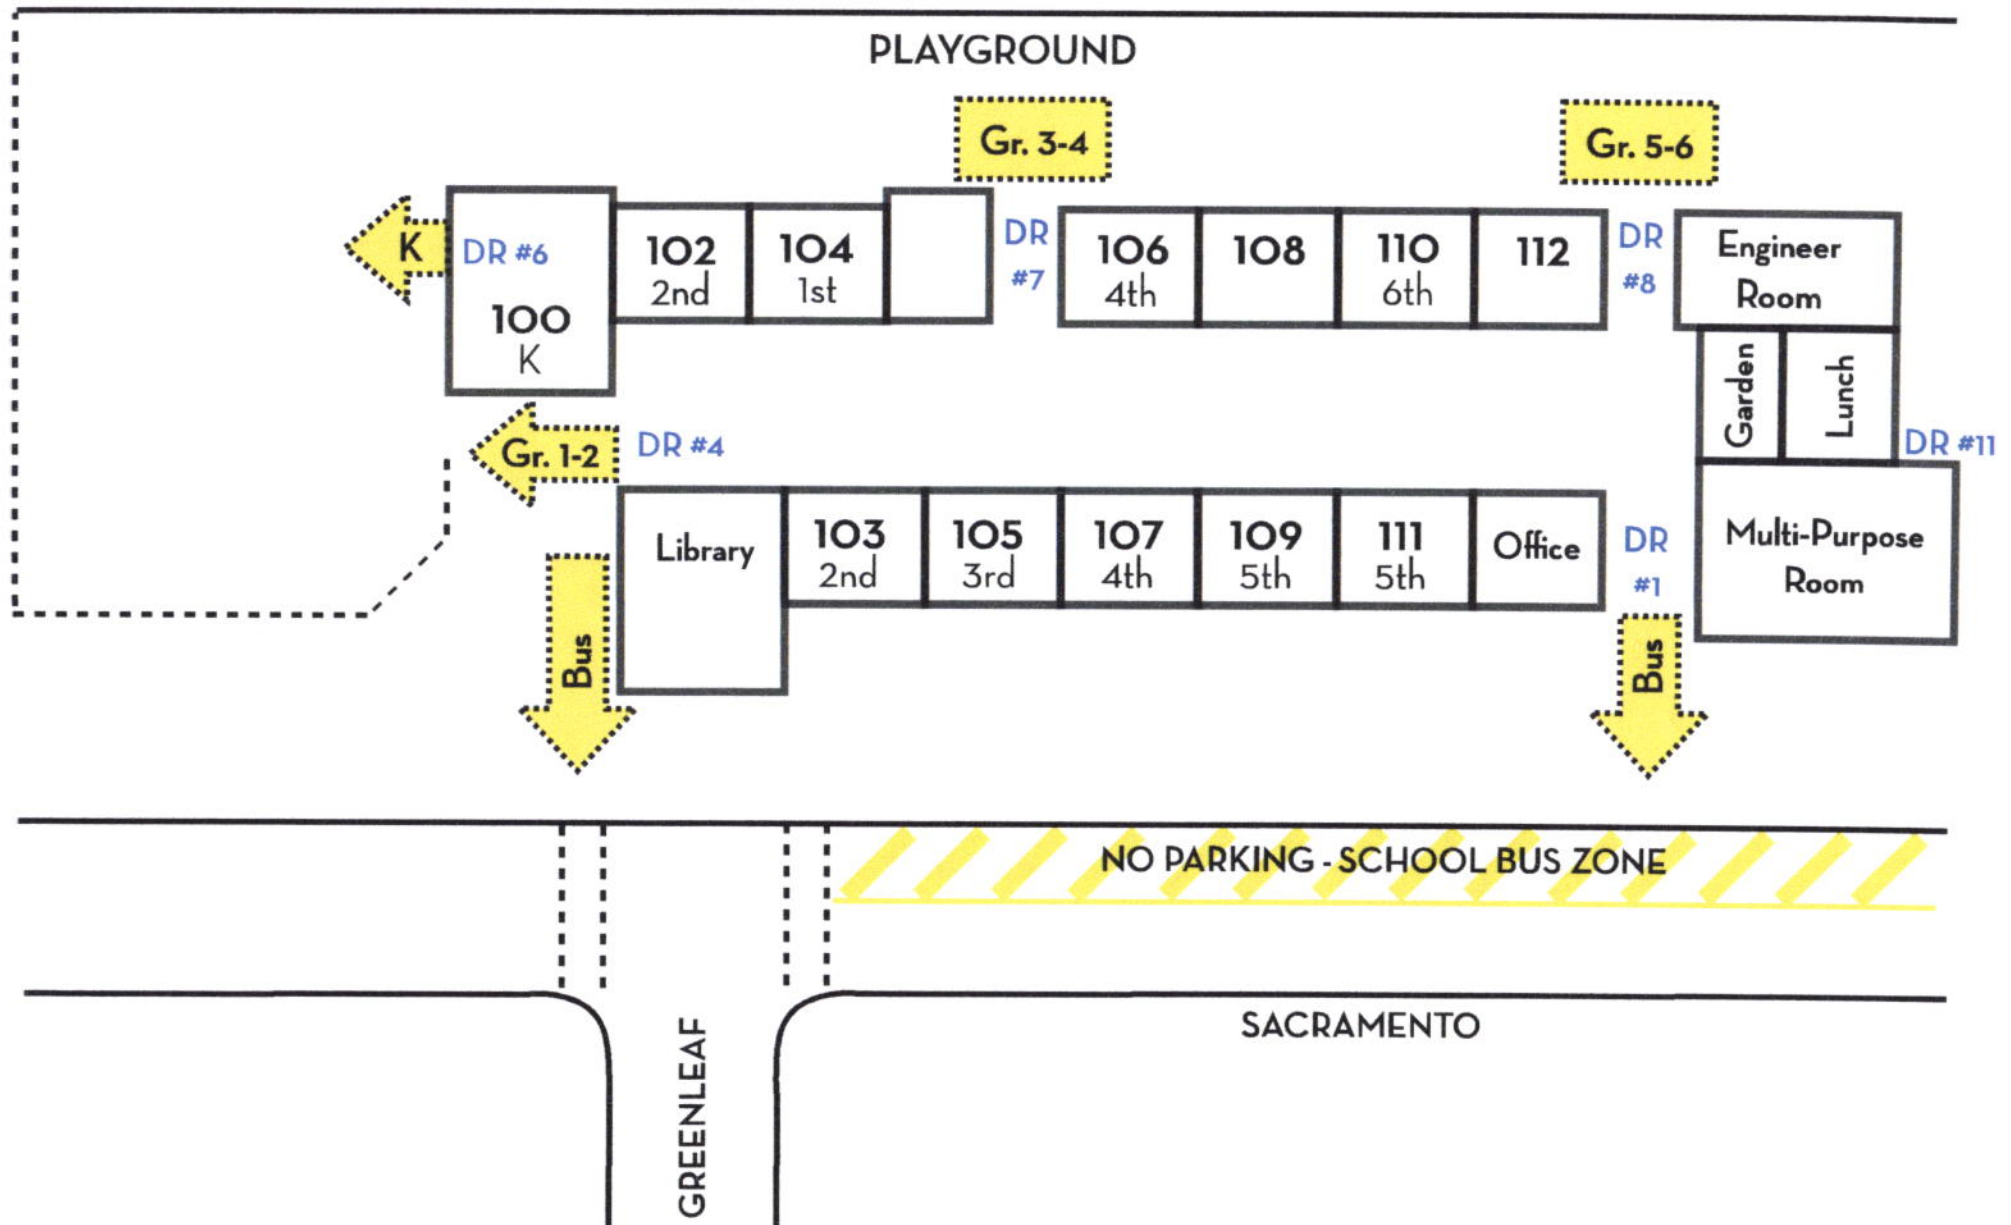 PLAYGROUND
Gr. 3-4
Gr. 5-6
K
DR #6
100
K
102
2nd
104
1st
DR
#7
106
4th
108
110
6th
112
DR
#8
Engineer
Room
Garden
Lunch
DR #11
Gr. 1-2
DR #4
Library
103
2nd
105
3rd
107
4th
109
5th
111
5th
Office
DR
#1
Multi-Purpose
Room
Bus
Bus
NO PARKING - SCHOOL BUS ZONE
SACRAMENTO
GREENLEAF